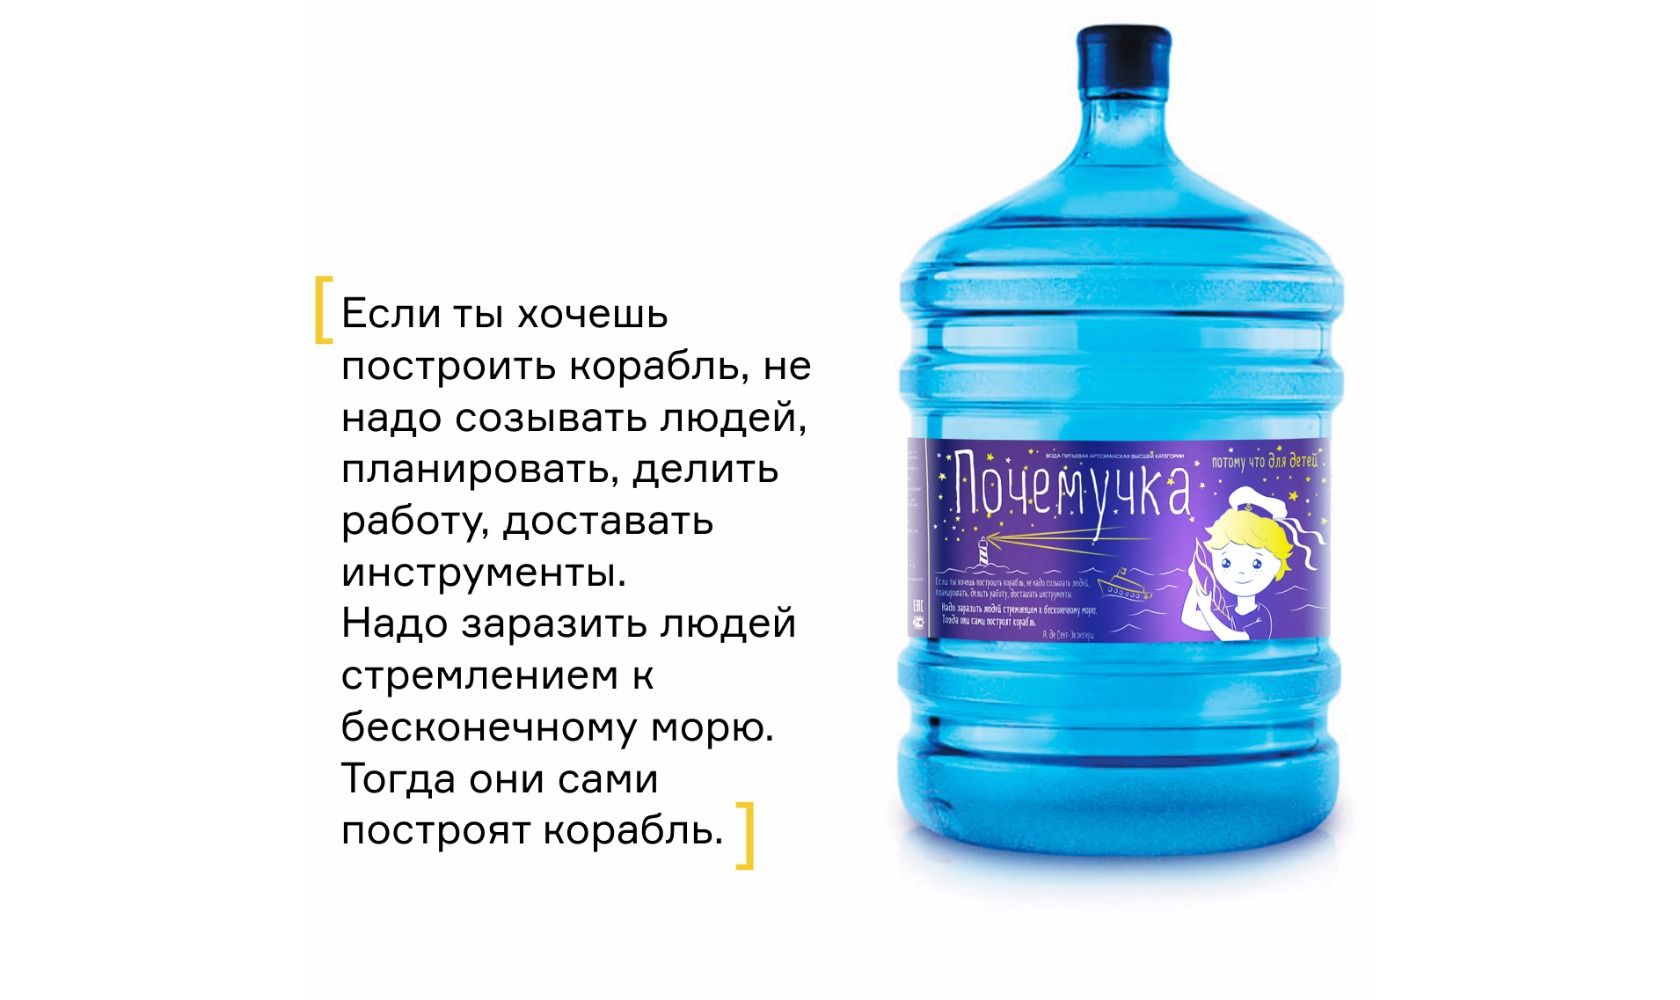 Если ты хочешь
построить корабль, не
надо созывать людей,
планировать, делить
работу, доставать
инструменты.
Надо заразить людей
стремлением к
бесконечному морю.
Тогда они сами
построят корабль.
ВОДА ПИТЬЕВАЯ АРТЕЗИАНСКАЯ ВЫСШЕЙ КАТЕГОРИИ
потому что для детей
Почемучка
Если ты хочешь построить корабль, не надо созывать людей,
планировать, делить работу, доставать инструменты.
Надо заразить людей стремлением к бесконечному морю.
Тогда они сами построят корабль.
А. де Сент-Экзюпери
EAC